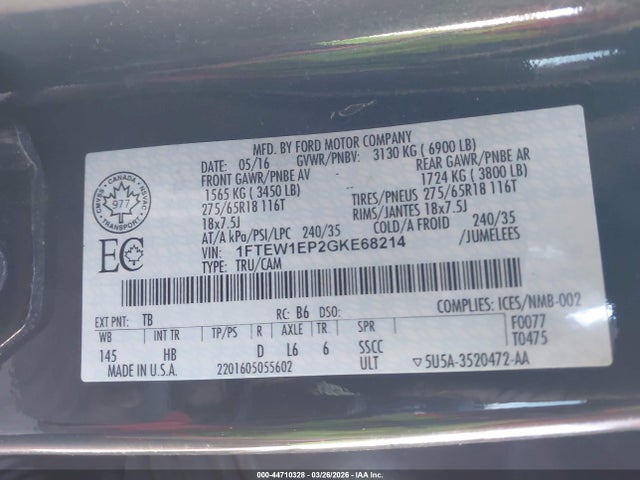 MFD. BY FORD MOTOR COMPANY
DATE: 05/16 GVWR/PNBV: 3130 KG ( 6900 LB)
FRONT GAWR/PNBE AV REAR GAWR/PNBE AR
1565 KG ( 3450 LB) 1724 KG ( 3800 LB)
275/65R18 116T TIRES/PNEUS 275/65R18 116T
18x7.5J RIMS/JANTES 18x7.5J
AT/A kPa/PSI/LPC 240/35 COLD/A FROID 240/35
VIN: 1FTEW1EP2GKE68214 /JUMELEES
TYPE: TRU/CAM
CANADA
NSVAC
SVNMAC
977
EC
EXT PNT: TB RC: B6 DSO: COMPLIES: ICES/NMB-002
WB INT TR TP/PS R AXLE TR SPR F0077
145 HB D L6 6 SSCC T0475
MADE IN U.S.A. 2201605055602 ULT ▽5U5A-3520472-AA
000-44710328 | 03/26/2026 | IAA Inc.